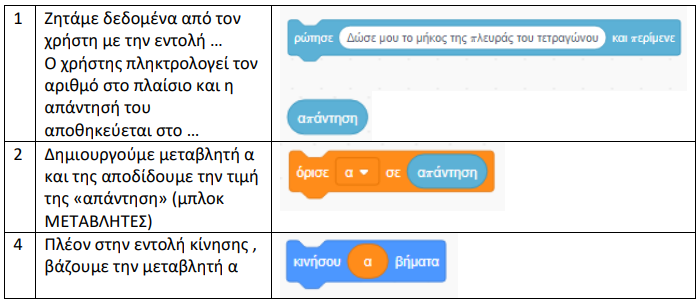 1
Ζητάμε δεδομένα από τον
χρήστη με την εντολή …
Ο χρήστης πληκτρολογεί τον
αριθμό στο πλαίσιο και η
απάντησή του
αποθηκεύεται στο …
ρώτησε Δώσε μου το μήκος της πλευράς του τετραγώνου και περίμενε
απάντηση
2
Δημιουργούμε μεταβλητή α
και της αποδίδουμε την τιμή
της «απάντηση» (μπλοκ
ΜΕΤΑΒΛΗΤΕΣ)
όρισε α σε απάντηση
4
Πλέον στην εντολή κίνησης ,
βάζουμε την μεταβλητή α
κινήσου α βήματα